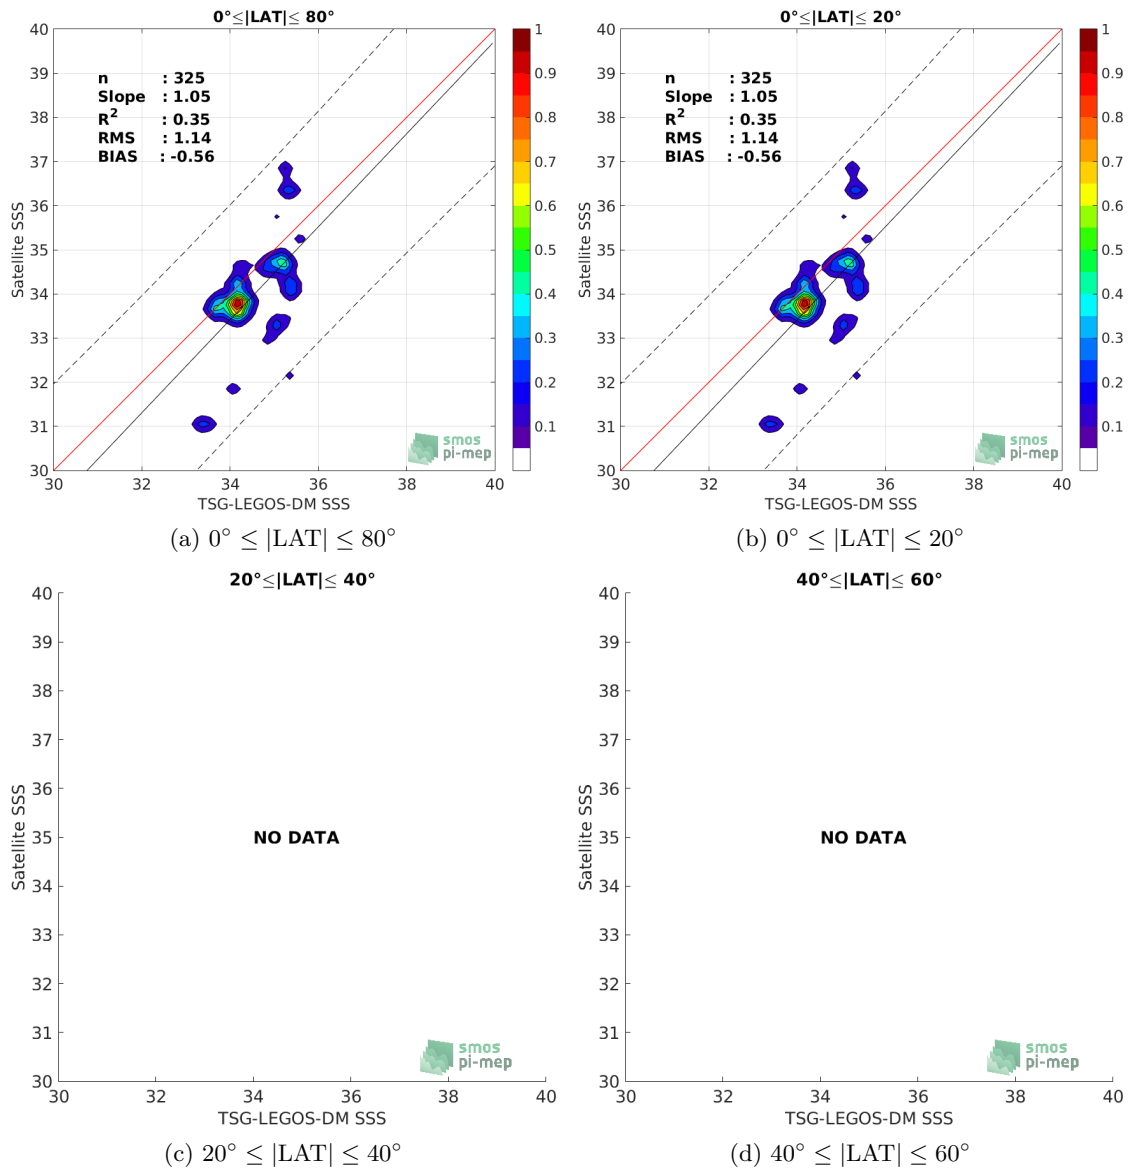 0°≤|LAT|≤ 80°
40
39
38
37
36
35
34
33
32
31
30
30 32 34 36 38 40
Satellite SSS
TSG-LEGOS-DM SSS
n : 325
Slope : 1.05
R2 : 0.35
RMS : 1.14
BIAS : -0.56
1
0.9
0.8
0.7
0.6
0.5
0.4
0.3
0.2
0.1
smos
pi-mep
(a) 0° ≤ |LAT| ≤ 80°
0°≤|LAT|≤ 20°
40
39
38
37
36
35
34
33
32
31
30
30 32 34 36 38 40
Satellite SSS
TSG-LEGOS-DM SSS
n : 325
Slope : 1.05
R2 : 0.35
RMS : 1.14
BIAS : -0.56
1
0.9
0.8
0.7
0.6
0.5
0.4
0.3
0.2
0.1
smos
pi-mep
(b) 0° ≤ |LAT| ≤ 20°
20°≤|LAT|≤ 40°
40
39
38
37
36
35
34
33
32
31
30
30 32 34 36 38 40
Satellite SSS
TSG-LEGOS-DM SSS
NO DATA
smos
pi-mep
(c) 20° ≤ |LAT| ≤ 40°
40°≤|LAT|≤ 60°
40
39
38
37
36
35
34
33
32
31
30
30 32 34 36 38 40
Satellite SSS
TSG-LEGOS-DM SSS
NO DATA
smos
pi-mep
(d) 40° ≤ |LAT| ≤ 60°